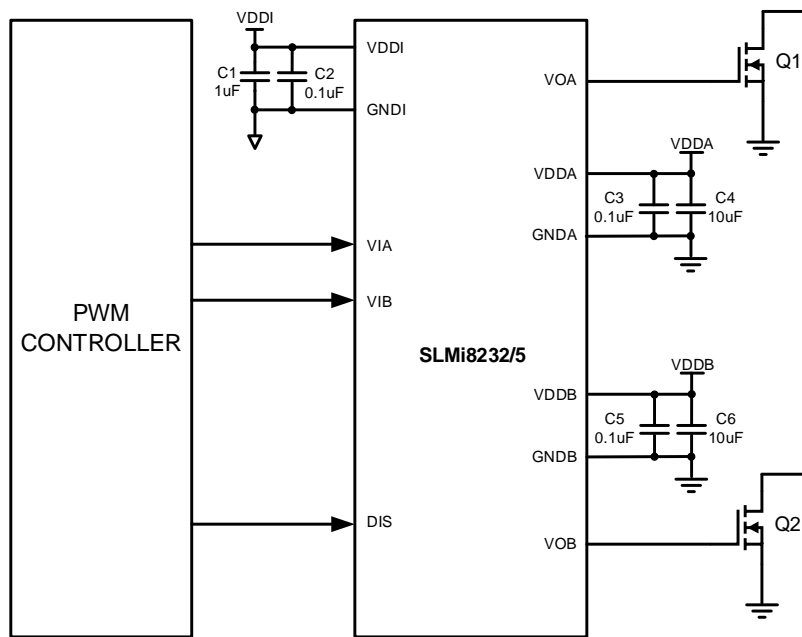 VDDI
C1
1uF
C2
0.1uF
VDDI
GNDI
VOA
Q1
VDDA
VDDA
C3
0.1uF
C4
10uF
GNDA
VIA
VIB
PWM
CONTROLLER
SLMi8232/5
VDDB
VDDB
C5
0.1uF
C6
10uF
GNDB
DIS
VOB
Q2